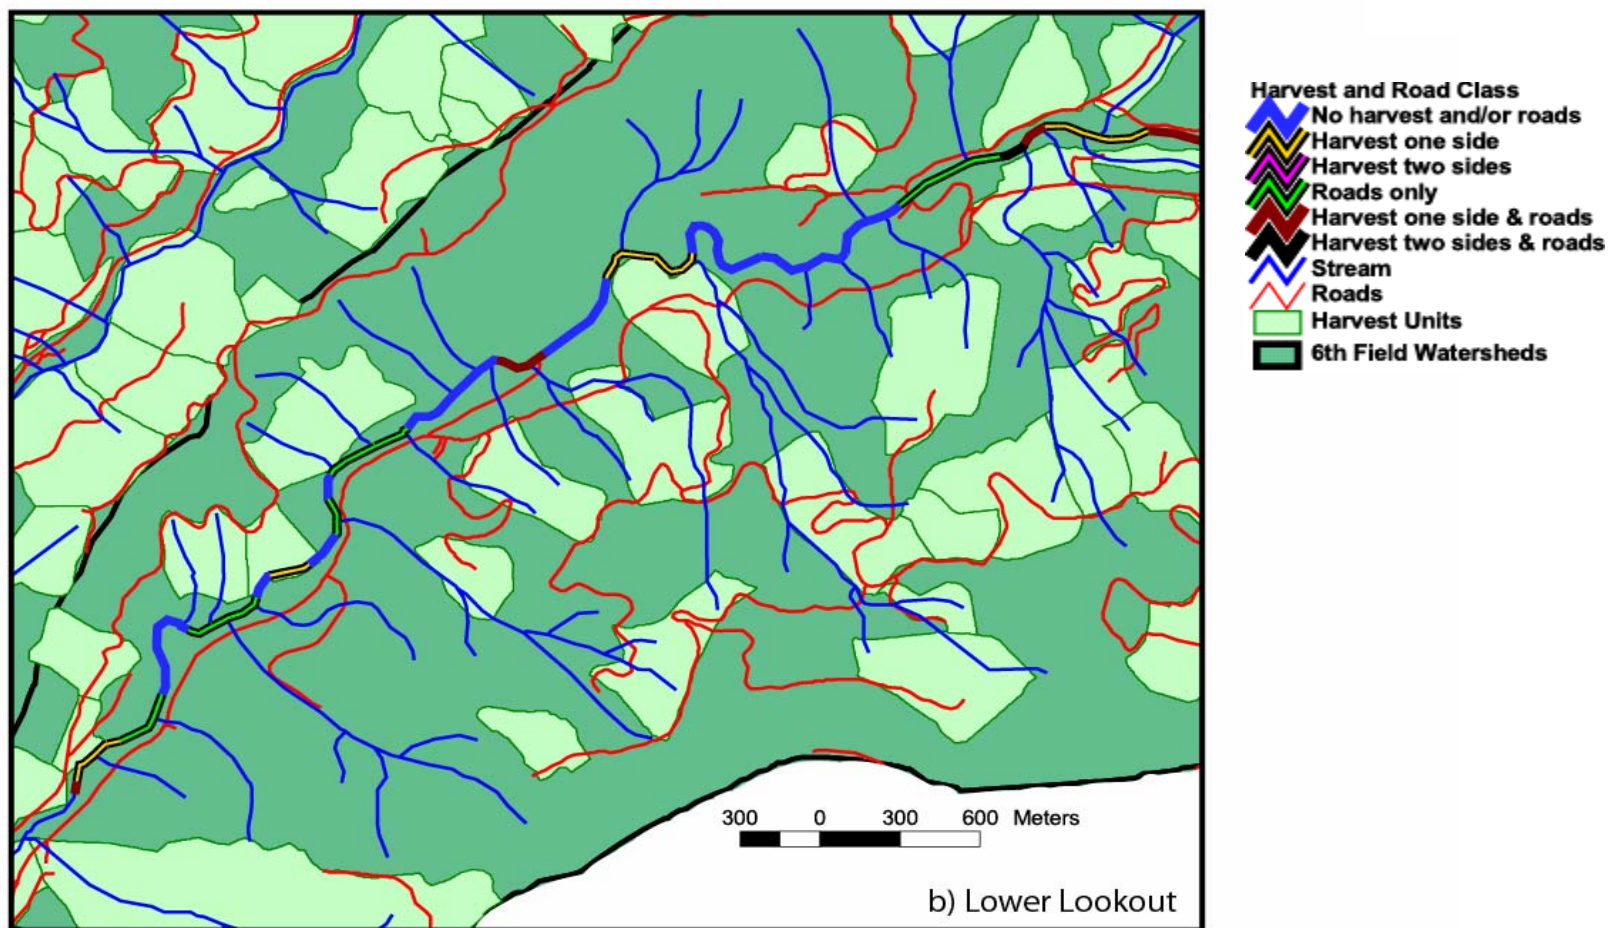 Harvest and Road Class
No harvest and/or roads
Harvest one side
Harvest two sides
Roads only
Harvest one side & roads
Harvest two sides & roads
Stream
Roads
Harvest Units
6th Field Watersheds
300 0 300 600 Meters
b) Lower Lookout